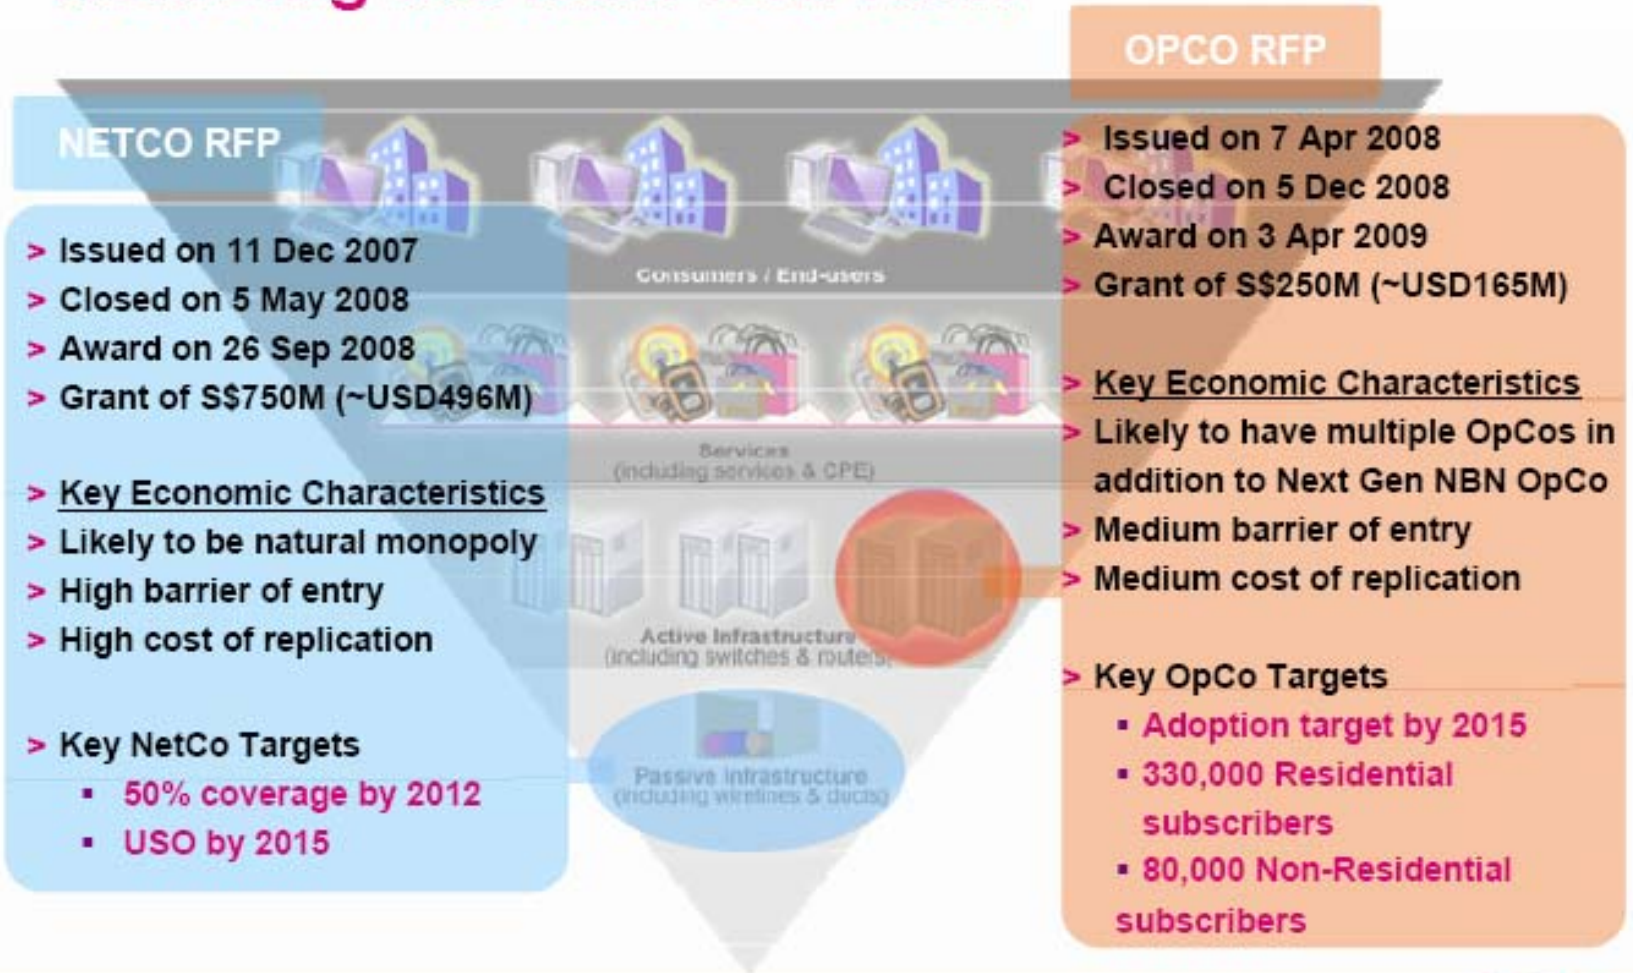 OPCO RFP
NETCO RFP
> Issued on 11 Dec 2007
> Closed on 5 May 2008
> Award on 26 Sep 2008
> Grant of S$750M (~USD496M)
> Key Economic Characteristics
> Likely to be natural monopoly
> High barrier of entry
> High cost of replication
> Key NetCo Targets
▪ 50% coverage by 2012
▪ USO by 2015
Consumers / End-users
Services
(including services & CPE)
Active Infrastructure
(including switches & routers)
Passive Infrastructure
(including wirelines & ducts)
> Issued on 7 Apr 2008
> Closed on 5 Dec 2008
> Award on 3 Apr 2009
> Grant of S$250M (~USD165M)
> Key Economic Characteristics
> Likely to have multiple OpCos in
addition to Next Gen NBN OpCo
> Medium barrier of entry
> Medium cost of replication
> Key OpCo Targets
▪ Adoption target by 2015
▪ 330,000 Residential
subscribers
▪ 80,000 Non-Residential
subscribers